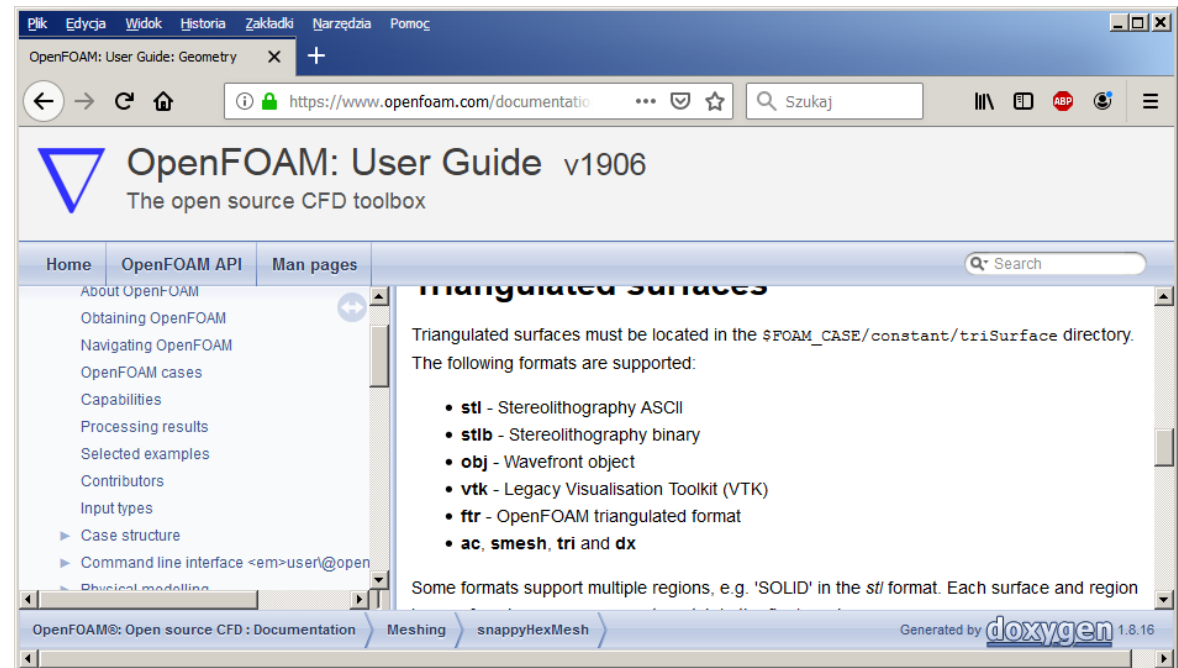 Plik Edycja Widok Historia Zakładki Narzędzia Pomoc
OpenFOAM: User Guide: Geometry
https://www.openfoam.com/documentatio
Szukaj
ABP
OpenFOAM: User Guide v1906
The open source CFD toolbox
Home OpenFOAM API Man pages
Search
About OpenFOAM
Obtaining OpenFOAM
Navigating OpenFOAM
OpenFOAM cases
Capabilities
Processing results
Selected examples
Contributors
Input types
Case structure
Command line interface <em>user\@open
Physical modelling
Triangulated surfaces
Triangulated surfaces must be located in the $FOAM_CASE/constant/triSurface directory.
The following formats are supported:
• stl - Stereolithography ASCII
• stlb - Stereolithography binary
• obj - Wavefront object
• vtk - Legacy Visualisation Toolkit (VTK)
• ftr - OpenFOAM triangulated format
• ac, smesh, tri and dx
Some formats support multiple regions, e.g. 'SOLID' in the stl format. Each surface and region
OpenFOAM®: Open source CFD : Documentation Meshing snappyHexMesh
Generated by doxygen 1.8.16